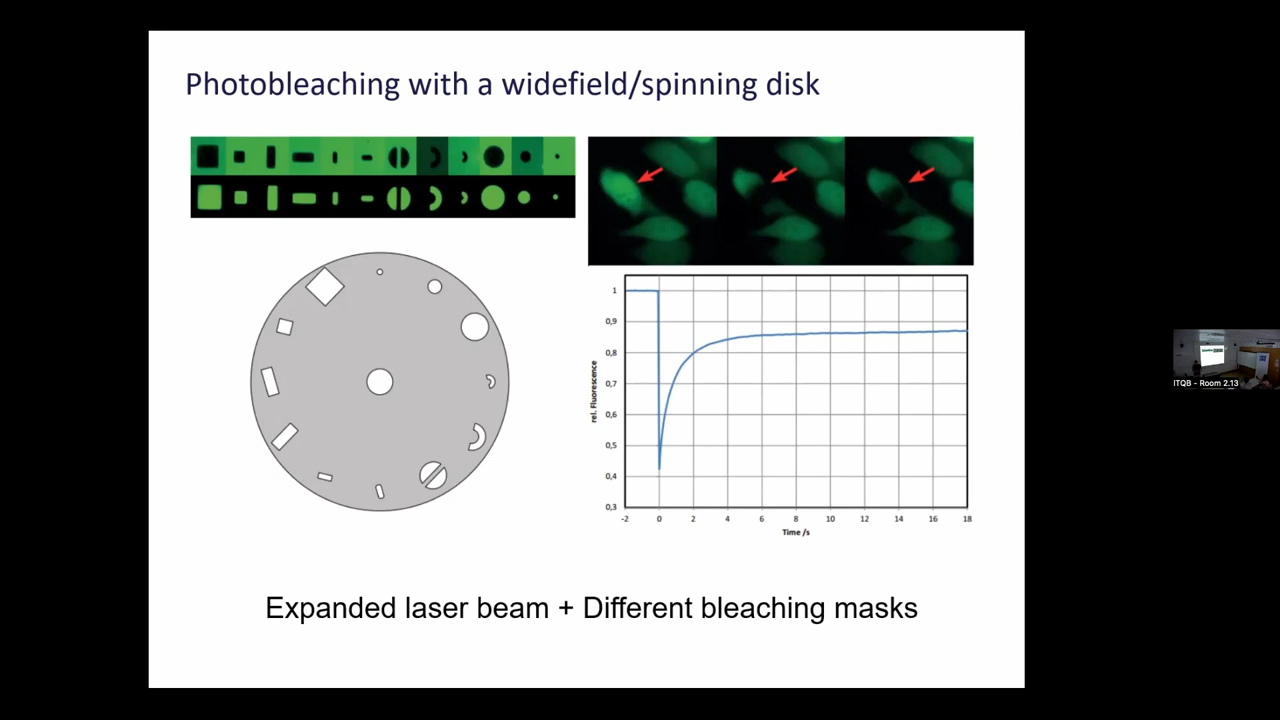 Photobleaching with a widefield/spinning disk
rel. Fluorescence
1
0,9
0,8
0,7
0,6
0,5
0,4
0,3
-2 0 2 4 6 8 10 12 14 16 18
Time /s
Expanded laser beam + Different bleaching masks
ITQB - Room 2.13